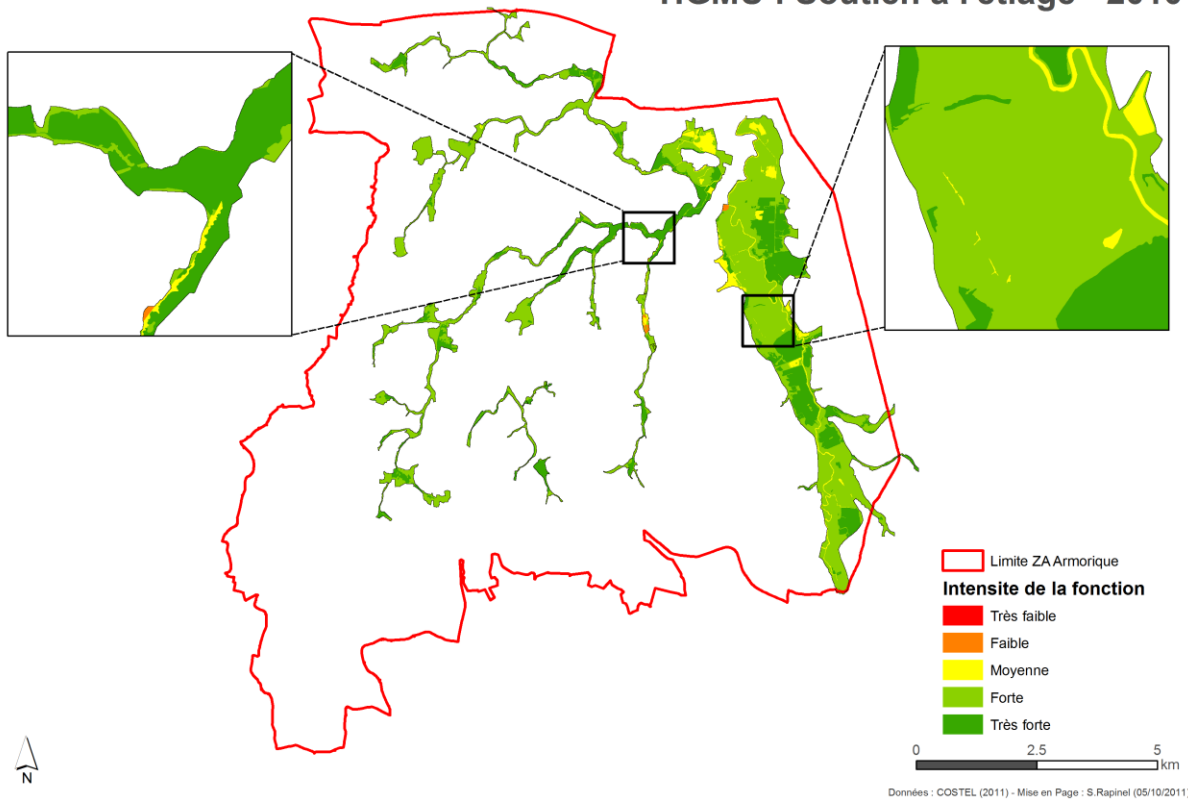 Limite ZA Armorique
Intensite de la fonction
Très faible
Faible
Moyenne
Forte
Très forte
0 2.5 5
km
N
Données : COSTEL (2011) - Mise en Page : S.Rapinel (05/10/2011)